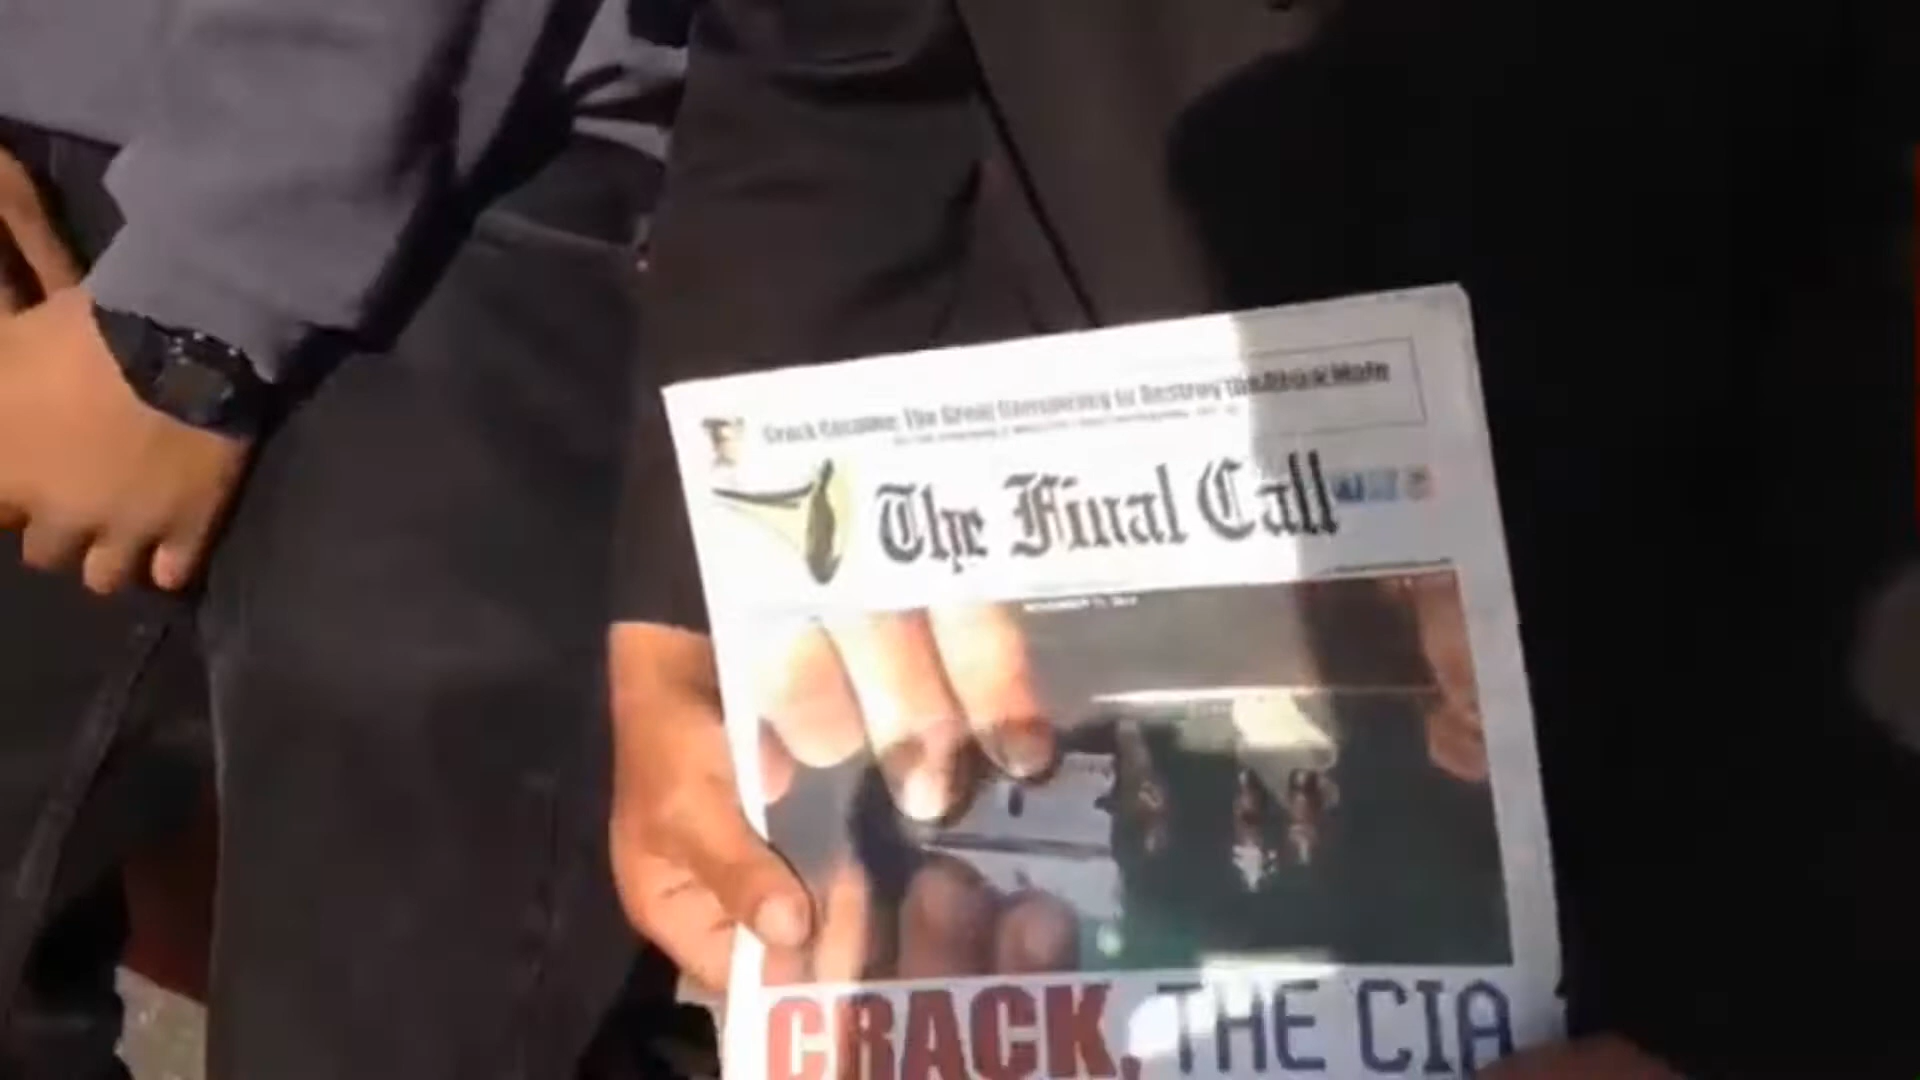 Crack Cocaine: The Great Conspiracy to Destroy the Black Male
The Final Call
CRACK, THE CIA